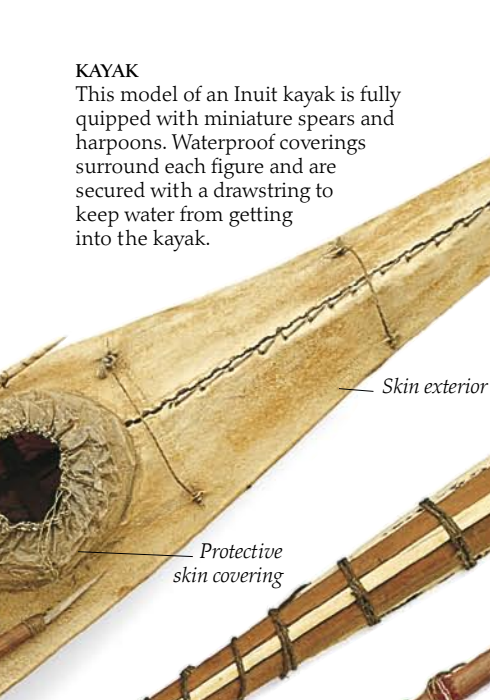 KAYAK
This model of an Inuit kayak is fully
quipped with miniature spears and
harpoons. Waterproof coverings
surround each figure and are
secured with a drawstring to
keep water from getting
into the kayak.
Skin exterior
Protective
skin covering